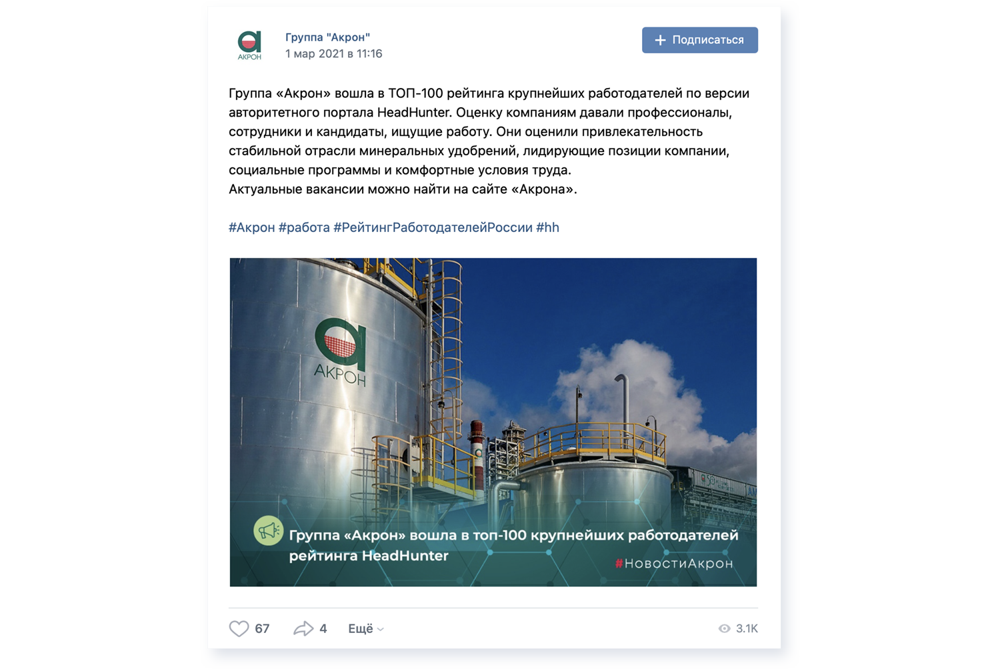 АКРОН
Группа "Акрон"
1 мар 2021 в 11:16
Подписаться
Группа «Акрон» вошла в ТОП-100 рейтинга крупнейших работодателей по версии
авторитетного портала HeadHunter. Оценку компаниям давали профессионалы,
сотрудники и кандидаты, ищущие работу. Они оценили привлекательность
стабильной отрасли минеральных удобрений, лидирующие позиции компании,
социальные программы и комфортные условия труда.
Актуальные вакансии можно найти на сайте «Акрона».
#Акрон #работа #РейтингРаботодателейРоссии #hh
АКРОН
Группа «Акрон» вошла в топ-100 крупнейших работодателей
рейтинга HeadHunter
#НовостиАкрон
67
4
Ещё
3.1K